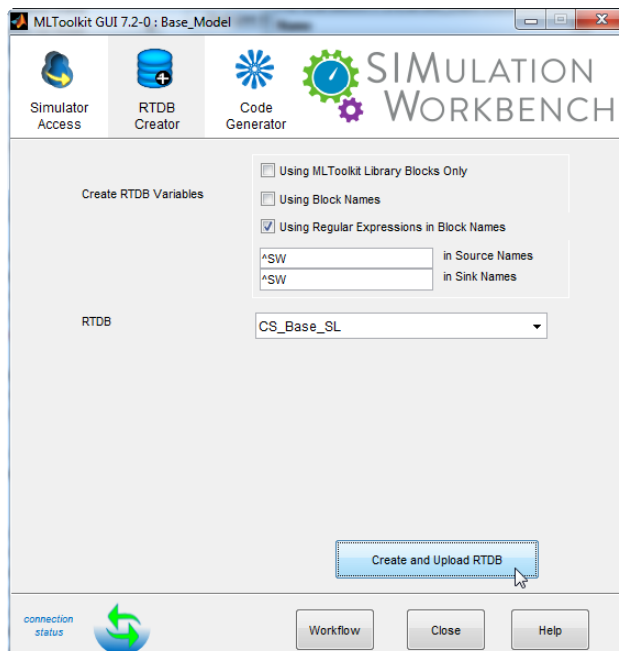 MLToolkit GUI 7.2-0 : Base_Model
Simulator
Access
RTDB
Creator
Code
Generator
SIMULATION
WORKBENCH
Create RTDB Variables
Using MLToolkit Library Blocks Only
Using Block Names
Using Regular Expressions in Block Names
^SW in Source Names
^SW in Sink Names
RTDB CS_Base_SL
Create and Upload RTDB
connection
status
Workflow Close Help